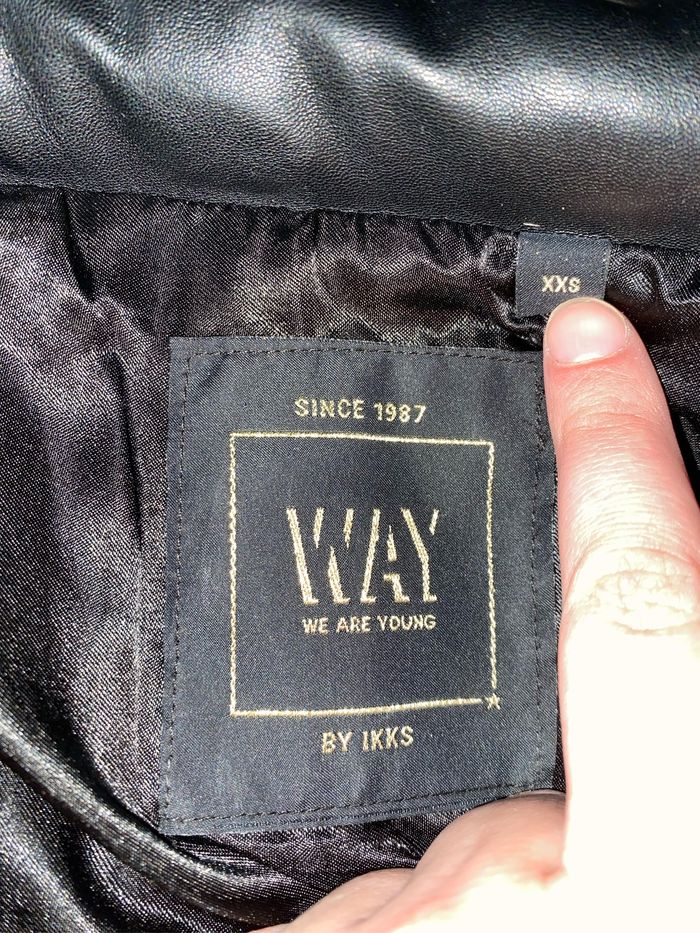 XXS
SINCE 1987
WAY
WE ARE YOUNG
BY IKKS